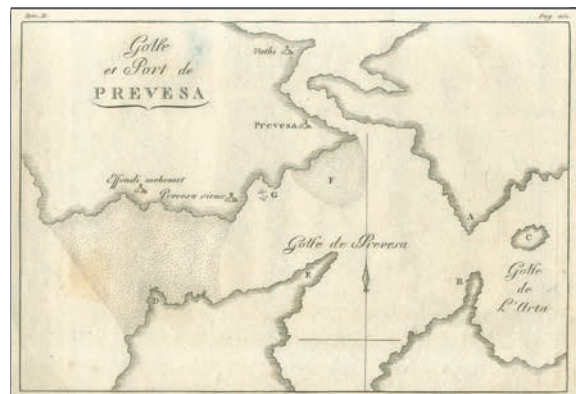 Golfe
et Port de
PREVESA
Vathi
Prevesa
Effendi mehemet
Prevesa vieux
G
F
A
C
Golfe de Prevesa
E
B
Golfe
de
L'Arta
D